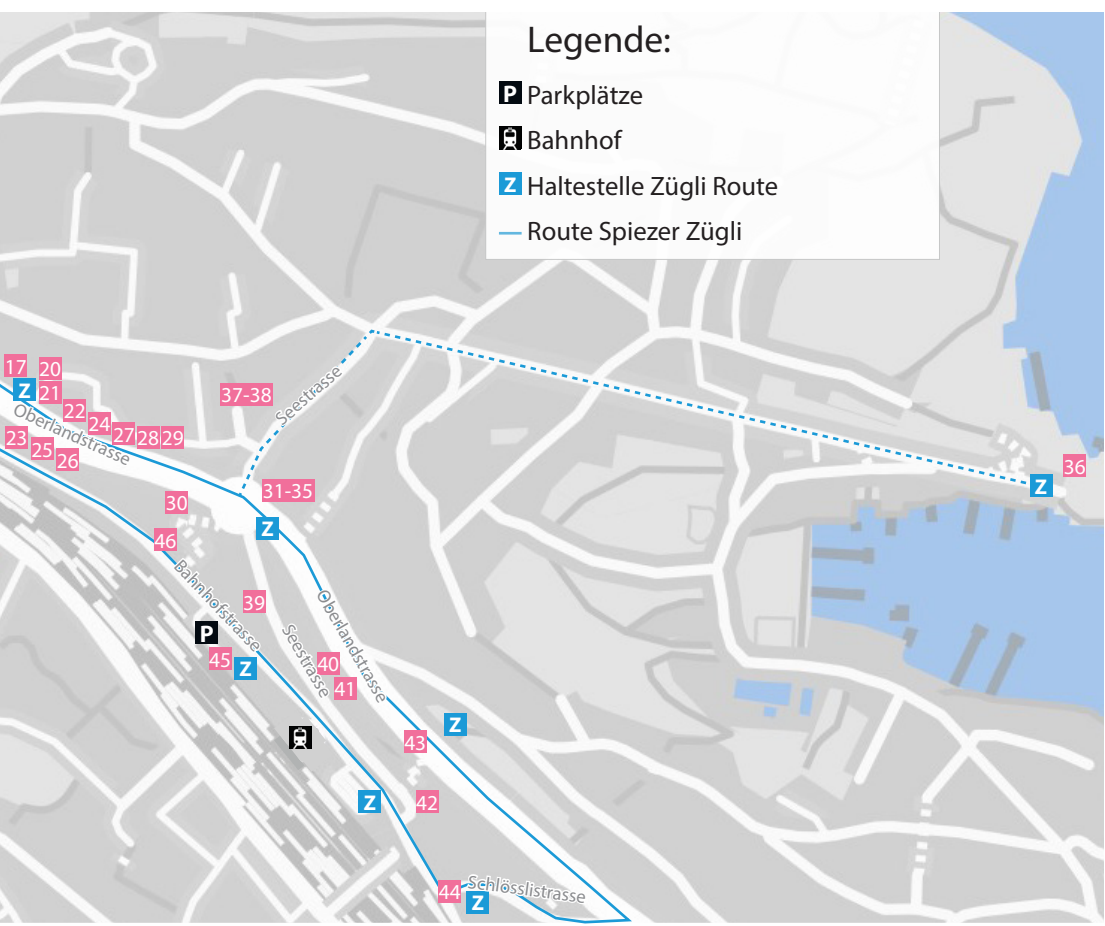 Legende:
P Parkplätze
Bahnhof
Z Haltestelle Zügli Route
Route Spiezer Zügli
17
20
Z
21
22
24
27
28
29
37-38
Seestrasse
Oberlandstrasse
23
25
26
36
Z
31-35
30
Z
46
Bahnhofstrasse
39
Oberlandstrasse
P
Seestrasse
45
Z
40
41
Z
43
Z
42
44
Schlösslistrasse
Z